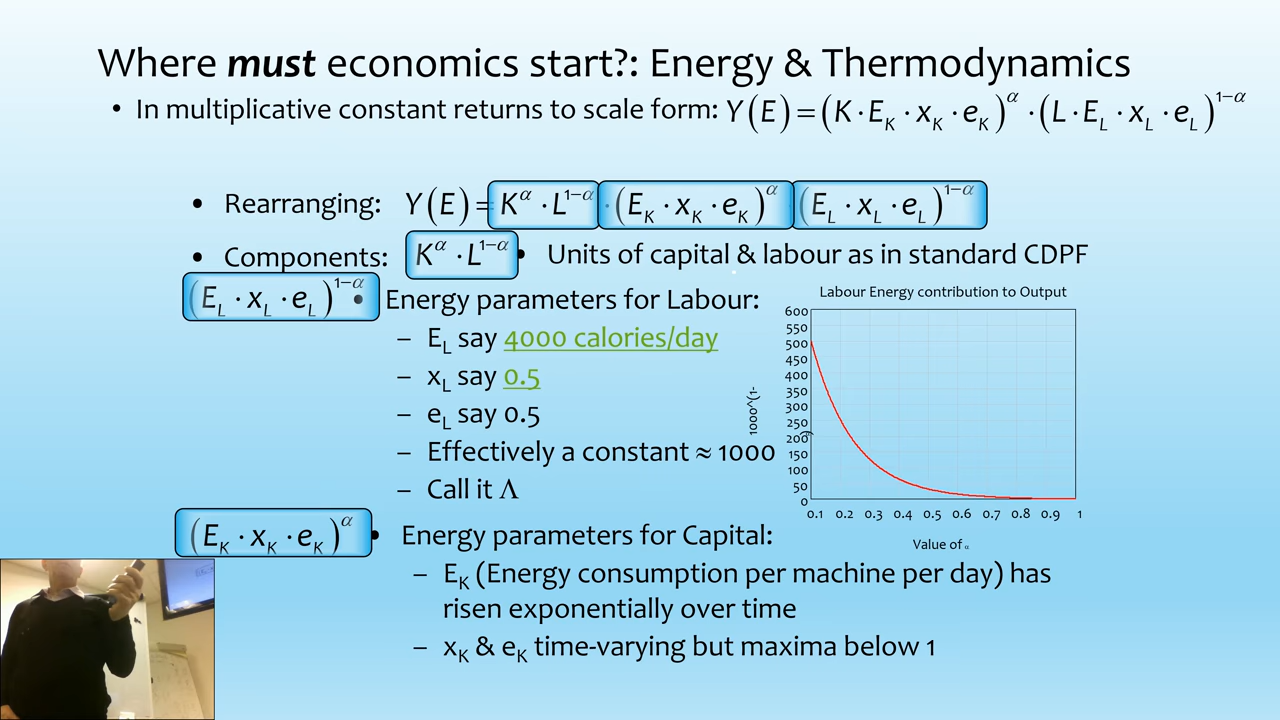 Where must economics start?: Energy & Thermodynamics
• In multiplicative constant returns to scale form: Y(E)=(K·E_K·x_K·e_K)^α·(L·E_L·x_L·e_L)^1−α
• Rearranging: Y(E)=K^α·L^1−α·(E_K·x_K·e_K)^α·(E_L·x_L·e_L)^1−α
• Components: K^α·L^1−α • Units of capital & labour as in standard CDPF
(E_L·x_L·e_L)^1−α • Energy parameters for Labour:
– E_L say 4000 calories/day
– x_L say 0.5
– e_L say 0.5
– Effectively a constant ≈ 1000
– Call it Λ
Labour Energy contribution to Output
600
550
500
450
400
350
300
250
200
150
100
50
0
1000^(1-
)
0.1 0.2 0.3 0.4 0.5 0.6 0.7 0.8 0.9 1
Value of α
(E_K·x_K·e_K)^α • Energy parameters for Capital:
– E_K (Energy consumption per machine per day) has
risen exponentially over time
– x_K & e_K time-varying but maxima below 1